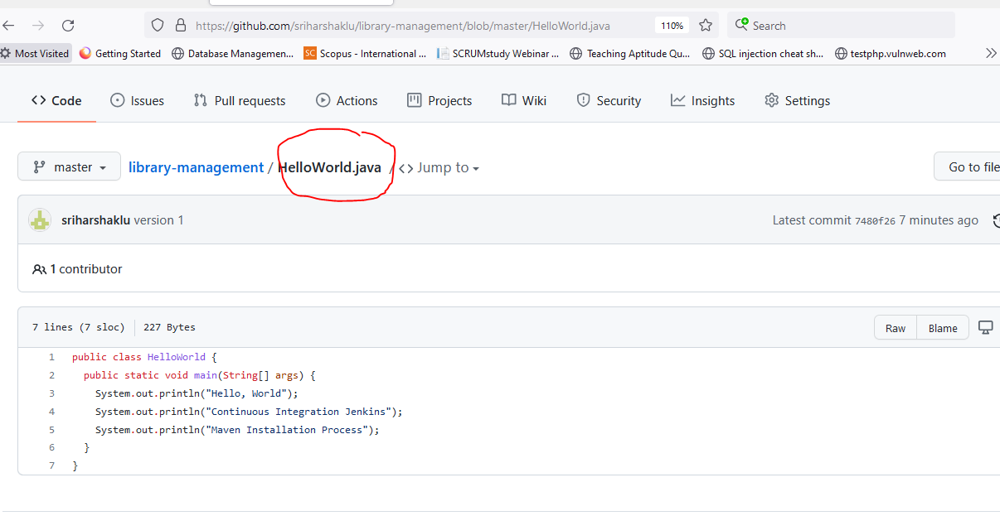 https://github.com/sriharshaklu/library-management/blob/master/HelloWorld.java 110% Search
Most Visited Getting Started Database Managemen... SC Scopus - International ... SCRUMstudy Webinar ... Teaching Aptitude Qu... SQL injection cheat sh... testphp.vulnweb.com
Code Issues Pull requests Actions Projects Wiki Security Insights Settings
master library-management / HelloWorld.java / <> Jump to Go to file
sriharshaklu version 1 Latest commit 7480f26 7 minutes ago
1 contributor
7 lines (7 sloc) 227 Bytes Raw Blame
1 public class HelloWorld {
2 public static void main(String[] args) {
3 System.out.println("Hello, World");
4 System.out.println("Continuous Integration Jenkins");
5 System.out.println("Maven Installation Process");
6 }
7 }